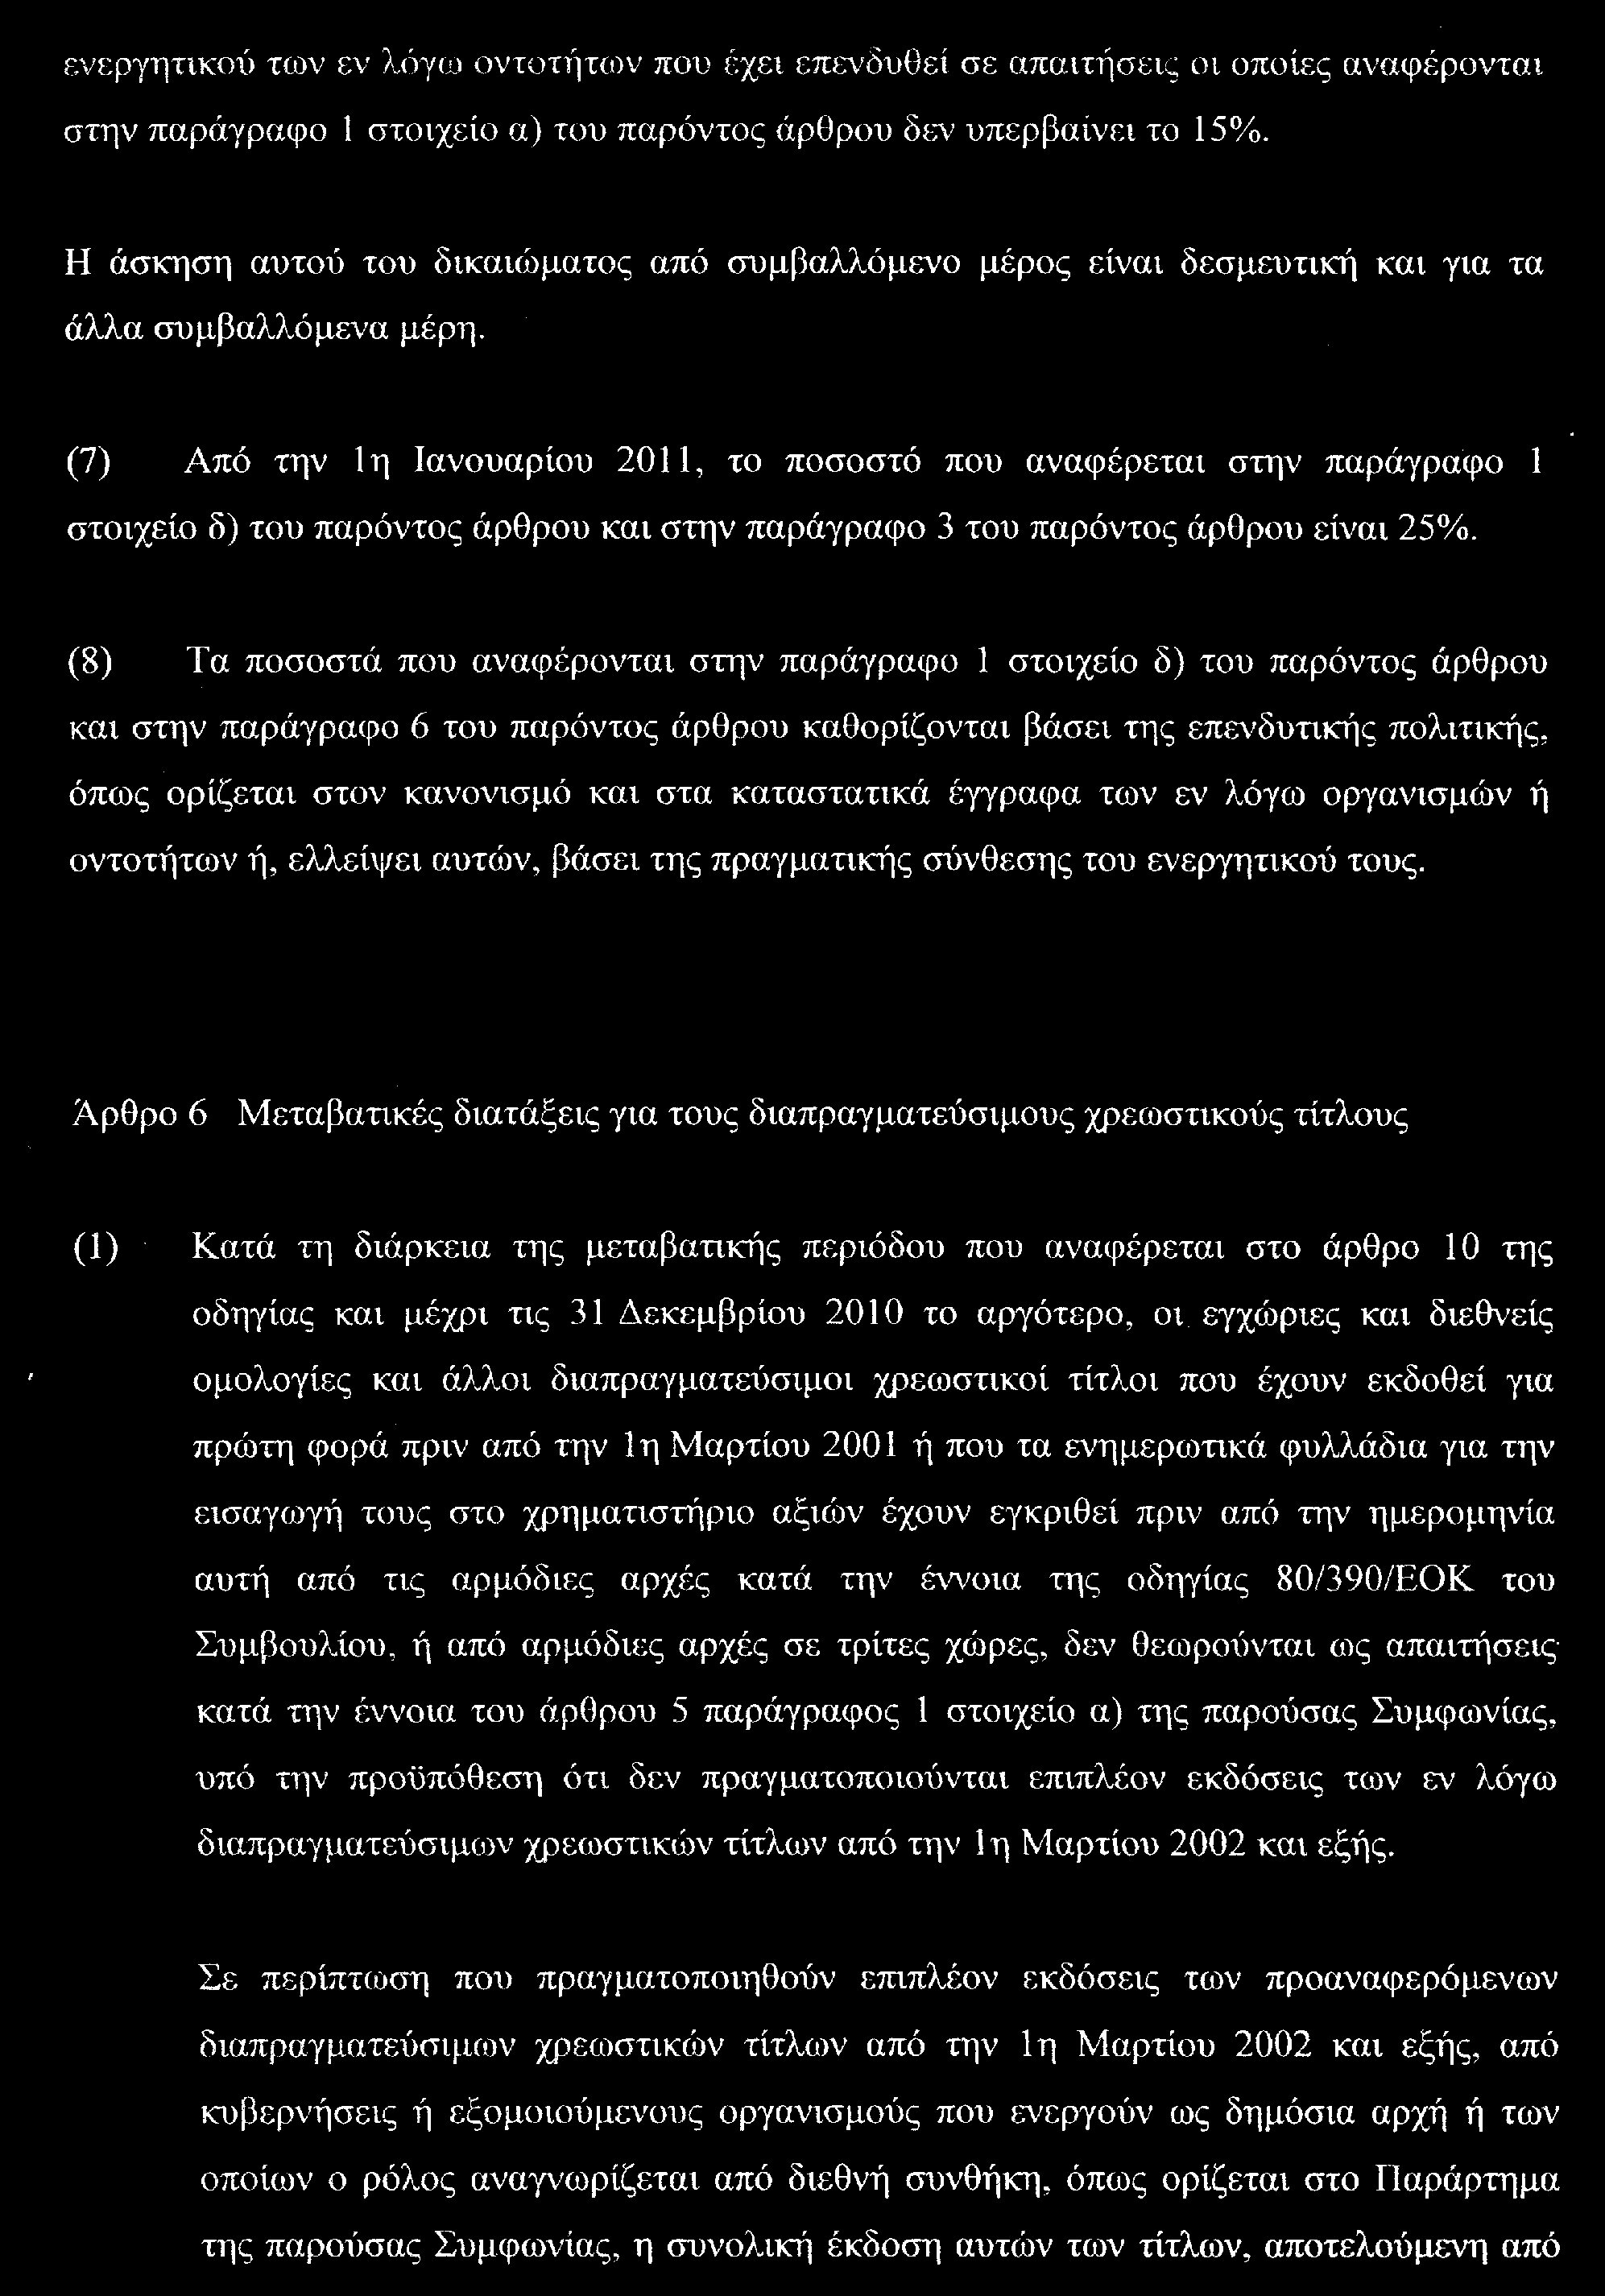 ενεργητικού των εν λόγω οντοτήτων που έχει επενδυθεί σε απαιτήσεις οι οποίες αναφέρονται
στην παράγραφο 1 στοιχείο α) του παρόντος άρθρου δεν υπερβαίνει το 15%.
Η άσκηση αυτού του δικαιώματος από συμβαλλόμενο μέρος είναι δεσμευτική και για τα
άλλα συμβαλλόμενα μέρη.
(7) Από την 1η Ιανουαρίου 2011, το ποσοστό που αναφέρεται στην παράγραφο 1
στοιχείο δ) του παρόντος άρθρου και στην παράγραφο 3 του παρόντος άρθρου είναι 25%.
(8) Τα ποσοστά που αναφέρονται στην παράγραφο 1 στοιχείο δ) του παρόντος άρθρου
και στην παράγραφο 6 του παρόντος άρθρου καθορίζονται βάσει της επενδυτικής πολιτικής,
όπως ορίζεται στον κανονισμό και στα καταστατικά έγγραφα των εν λόγω οργανισμών ή
οντοτήτων ή, ελλείψει αυτών, βάσει της πραγματικής σύνθεσης του ενεργητικού τους.
Άρθρο 6 Μεταβατικές διατάξεις για τους διαπραγματεύσιμους χρεωστικούς τίτλους
(1) Κατά τη διάρκεια της μεταβατικής περιόδου που αναφέρεται στο άρθρο 10 της
οδηγίας και μέχρι τις 31 Δεκεμβρίου 2010 το αργότερο, οι εγχώριες και διεθνείς
ομολογίες και άλλοι διαπραγματεύσιμοι χρεωστικοί τίτλοι που έχουν εκδοθεί για
πρώτη φορά πριν από την 1η Μαρτίου 2001 ή που τα ενημερωτικά φυλλάδια για την
εισαγωγή τους στο χρηματιστήριο αξιών έχουν εγκριθεί πριν από την ημερομηνία
αυτή από τις αρμόδιες αρχές κατά την έννοια της οδηγίας 80/390/ΕΟΚ του
Συμβουλίου, ή από αρμόδιες αρχές σε τρίτες χώρες, δεν θεωρούνται ως απαιτήσεις
κατά την έννοια του άρθρου 5 παράγραφος 1 στοιχείο α) της παρούσας Συμφωνίας,
υπό την προϋπόθεση ότι δεν πραγματοποιούνται επιπλέον εκδόσεις των εν λόγω
διαπραγματεύσιμων χρεωστικών τίτλων από την 1η Μαρτίου 2002 και εξής.
Σε περίπτωση που πραγματοποιηθούν επιπλέον εκδόσεις των προαναφερόμενων
διαπραγματεύσιμων χρεωστικών τίτλων από την 1η Μαρτίου 2002 και εξής, από
κυβερνήσεις ή εξομοιούμενους οργανισμούς που ενεργούν ως δημόσια αρχή ή των
οποίων ο ρόλος αναγνωρίζεται από διεθνή συνθήκη, όπως ορίζεται στο Παράρτημα
της παρούσας Συμφωνίας, η συνολική έκδοση αυτών των τίτλων, αποτελούμενη από